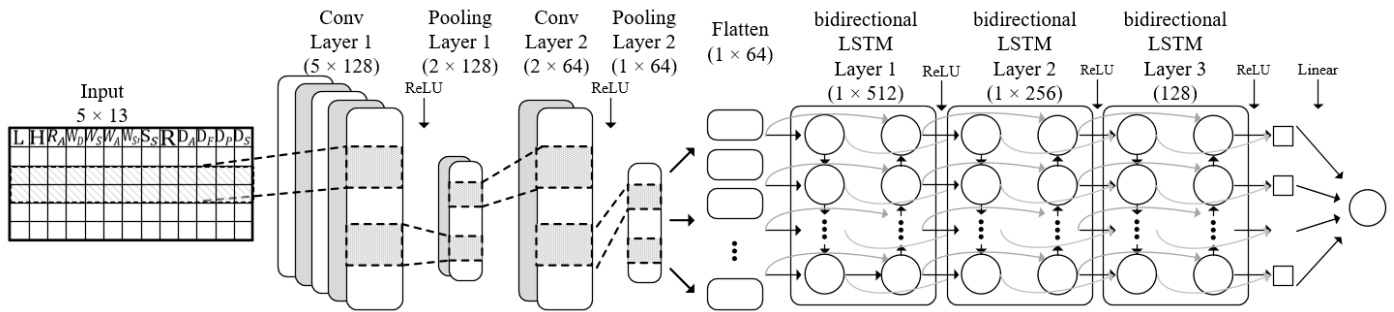 Input
5 × 13
L H R_A W_D W_S W_A W_S' S_S R D_A D_F D_P D_S
Conv
Layer 1
(5 × 128)
ReLU
Pooling
Layer 1
(2 × 128)
Conv
Layer 2
(2 × 64)
ReLU
Pooling
Layer 2
(1 × 64)
Flatten
(1 × 64)
bidirectional
LSTM
Layer 1
(1 × 512)
ReLU
bidirectional
LSTM
Layer 2
(1 × 256)
ReLU
bidirectional
LSTM
Layer 3
(128)
ReLU
Linear